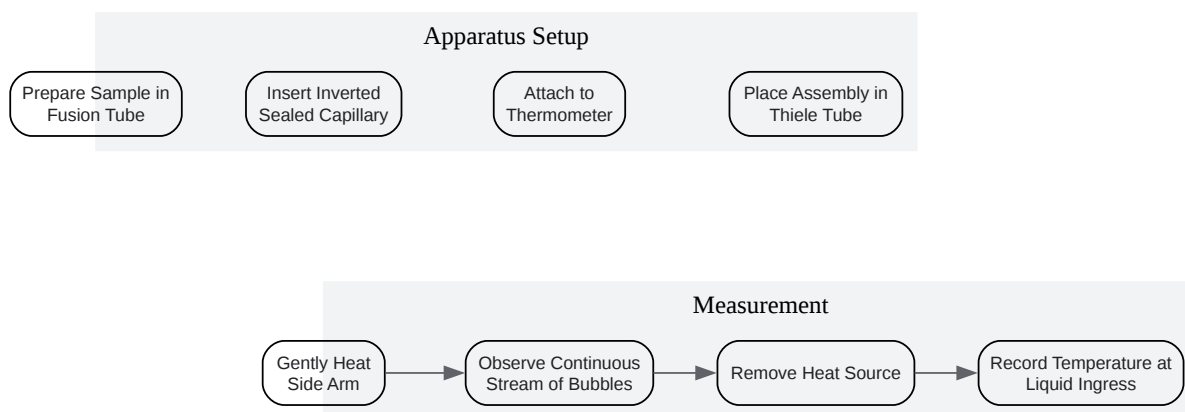 Apparatus Setup
Prepare Sample in
Fusion Tube
Insert Inverted
Sealed Capillary
Attach to
Thermometer
Place Assembly in
Thiele Tube
Measurement
Gently Heat
Side Arm
Observe Continuous
Stream of Bubbles
Remove Heat Source
Record Temperature at
Liquid Ingress